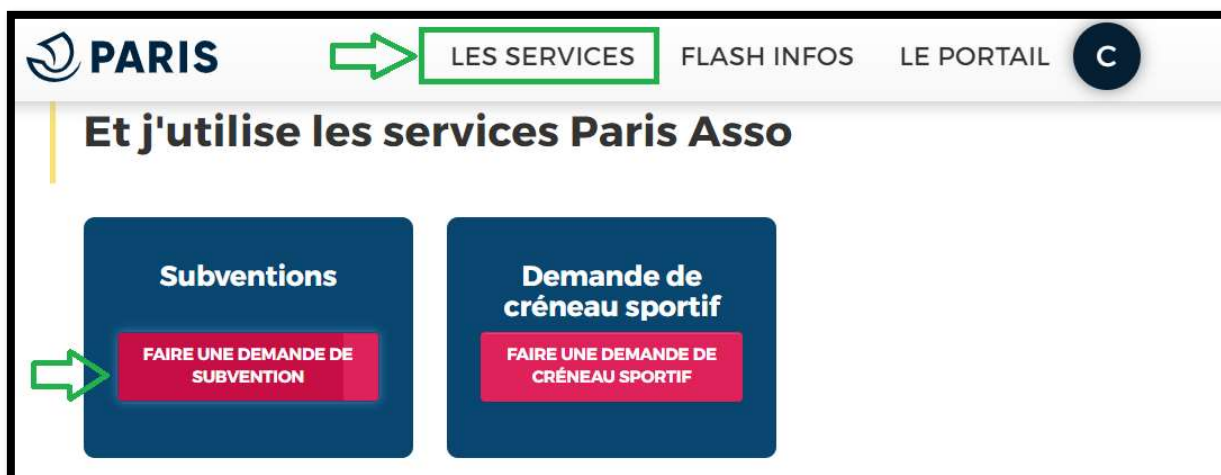 PARIS LES SERVICES FLASH INFOS LE PORTAIL C
Et j'utilise les services Paris Asso
Subventions
FAIRE UNE DEMANDE DE
SUBVENTION
Demande de
créneau sportif
FAIRE UNE DEMANDE DE
CRÉNEAU SPORTIF